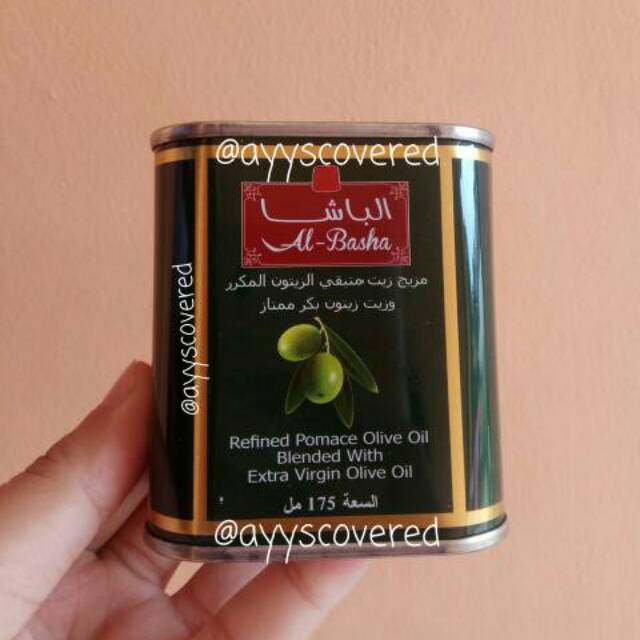 @ayyscovered
الباشا
Al-Basha
مزيج زيت متبقي الزيتون المكرر
وزيت زيتون بكر ممتاز
@ayyscovered
Refined Pomace Olive Oil
Blended With
Extra Virgin Olive Oil
السعة 175 مل
@ayyscovered